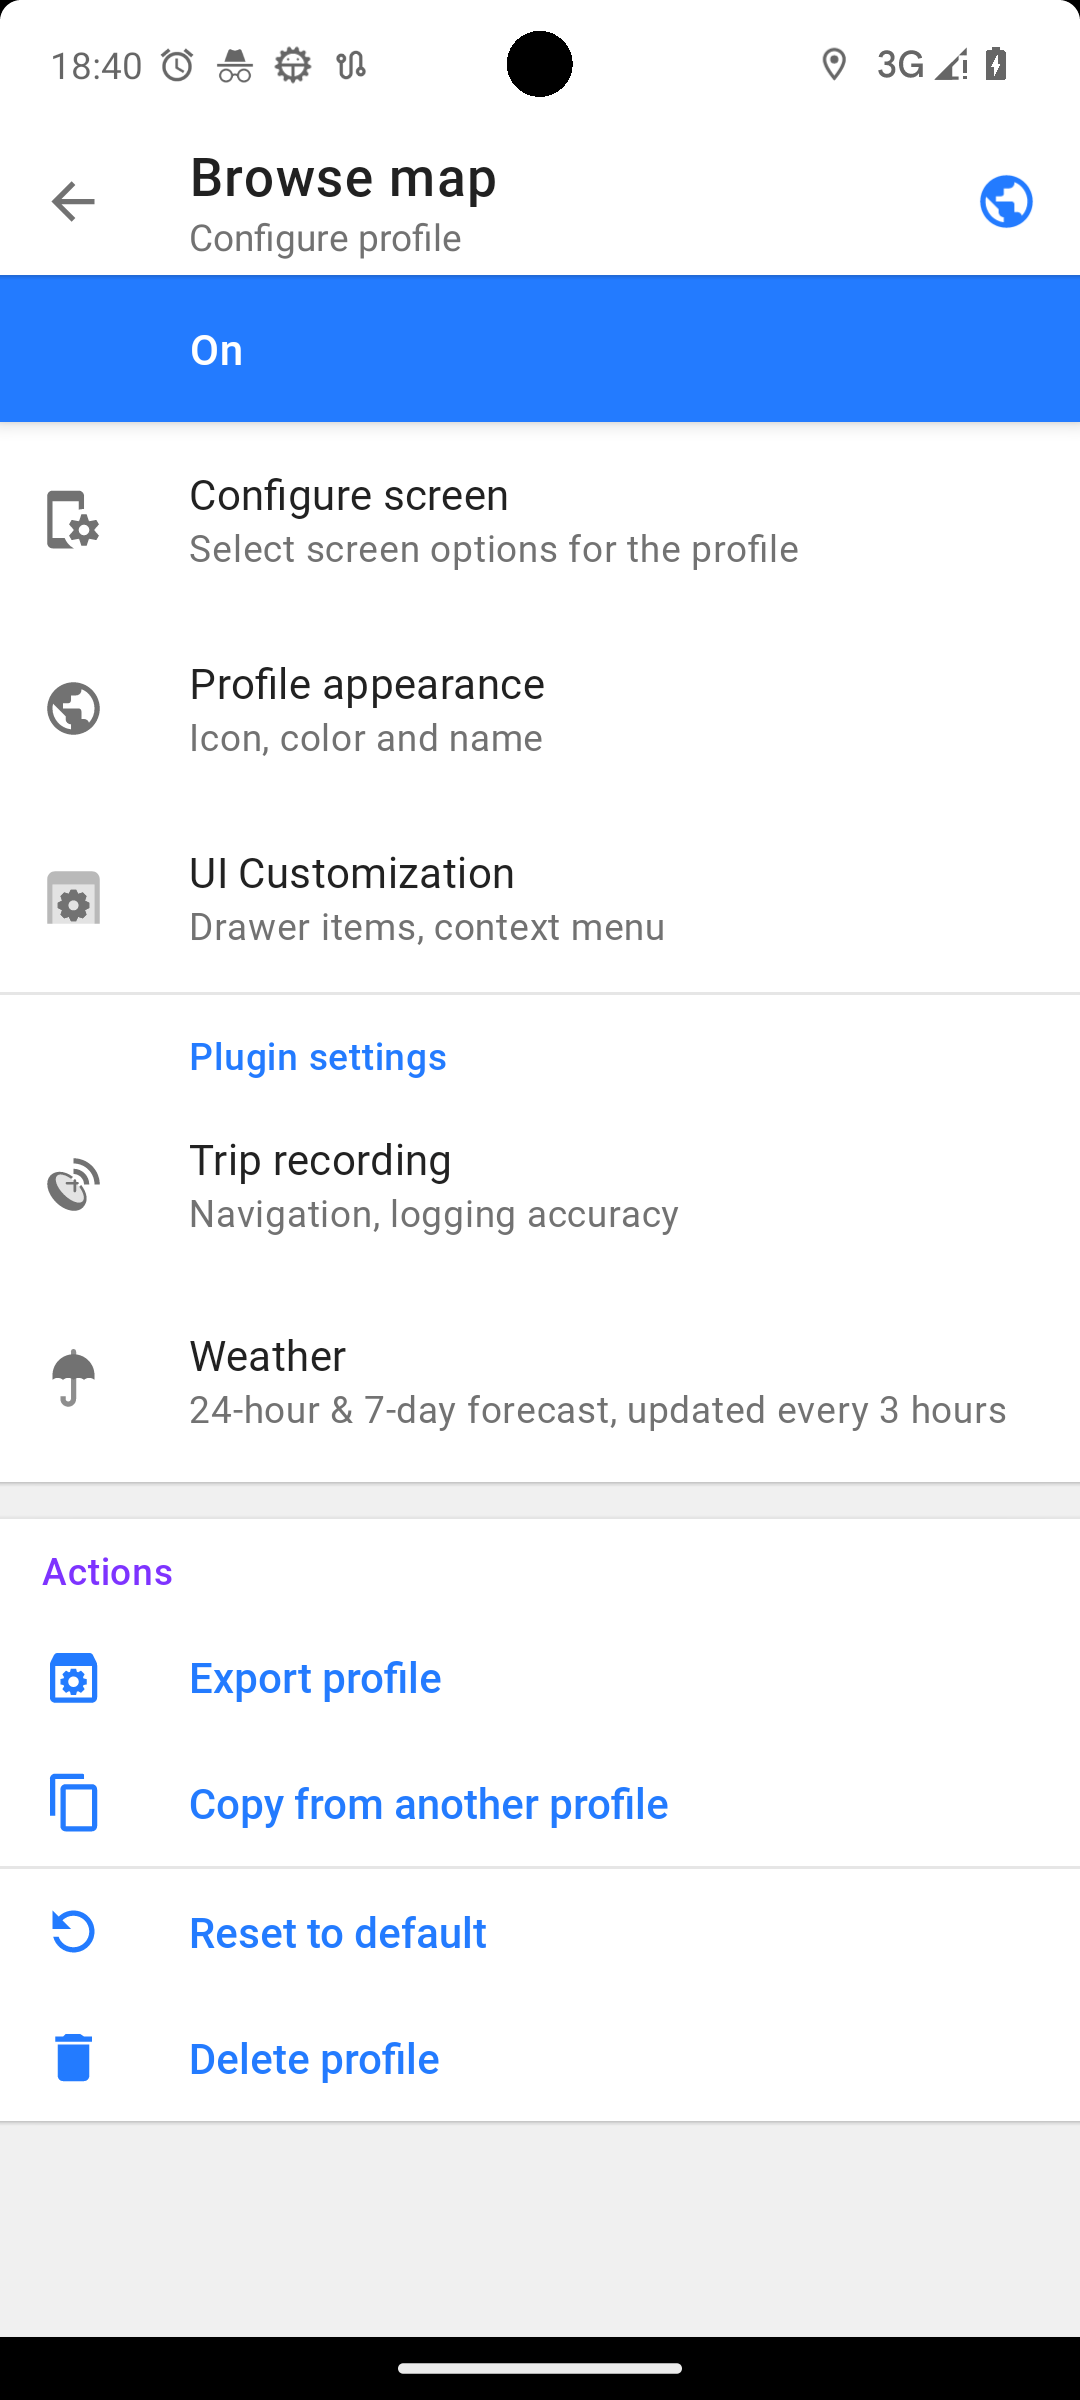 18:40
3G
Browse map
Configure profile
On
Configure screen
Select screen options for the profile
Profile appearance
Icon, color and name
UI Customization
Drawer items, context menu
Plugin settings
Trip recording
Navigation, logging accuracy
Weather
24-hour & 7-day forecast, updated every 3 hours
Actions
Export profile
Copy from another profile
Reset to default
Delete profile